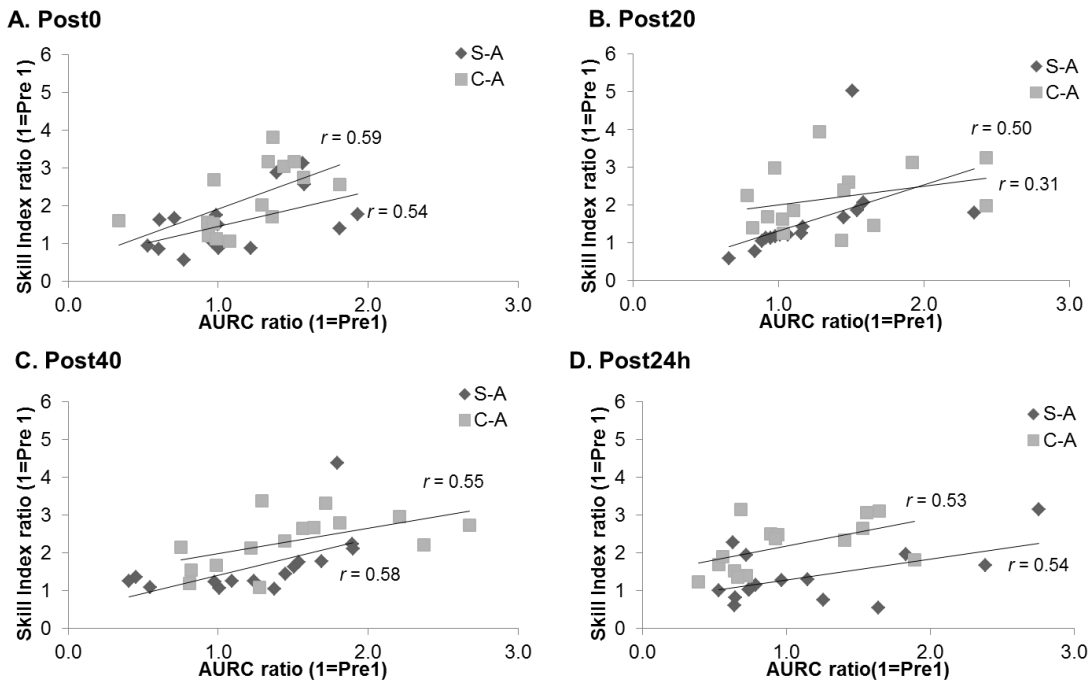 A. Post0
Skill Index ratio (1=Pre 1)
6
5
4
3
2
1
0
0.0 1.0 2.0 3.0
AURC ratio (1=Pre1)
S-A
C-A
r = 0.59
r = 0.54
B. Post20
Skill Index ratio (1=Pre 1)
6
5
4
3
2
1
0
0.0 1.0 2.0 3.0
AURC ratio(1=Pre1)
S-A
C-A
r = 0.50
r = 0.31
C. Post40
Skill Index ratio (1=Pre 1)
6
5
4
3
2
1
0
0.0 1.0 2.0 3.0
AURC ratio (1=Pre1)
S-A
C-A
r = 0.55
r = 0.58
D. Post24h
Skill Index ratio (1=Pre 1)
6
5
4
3
2
1
0
0.0 1.0 2.0 3.0
AURC ratio(1=Pre1)
S-A
C-A
r = 0.53
r = 0.54